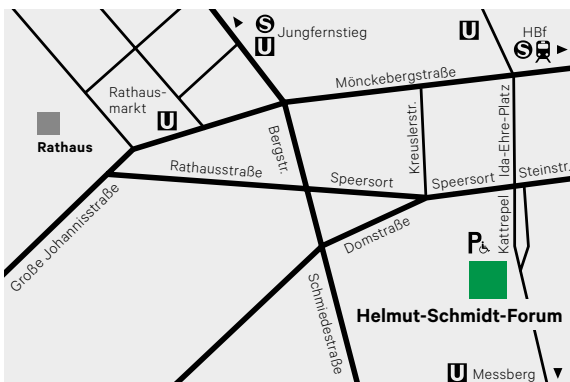 S
U
Jungfernstieg
U
HBf
S
Mönckebergstraße
Rathaus-
markt
U
Rathaus
Bergstr.
Kreuslerstr.
Ida-Ehre-Platz
Rathausstraße
Speersort
Speersort
Steinstr.
Große Johannisstraße
Domstraße
Kattrepel
P
Schmiedestraße
Helmut-Schmidt-Forum
U Messberg